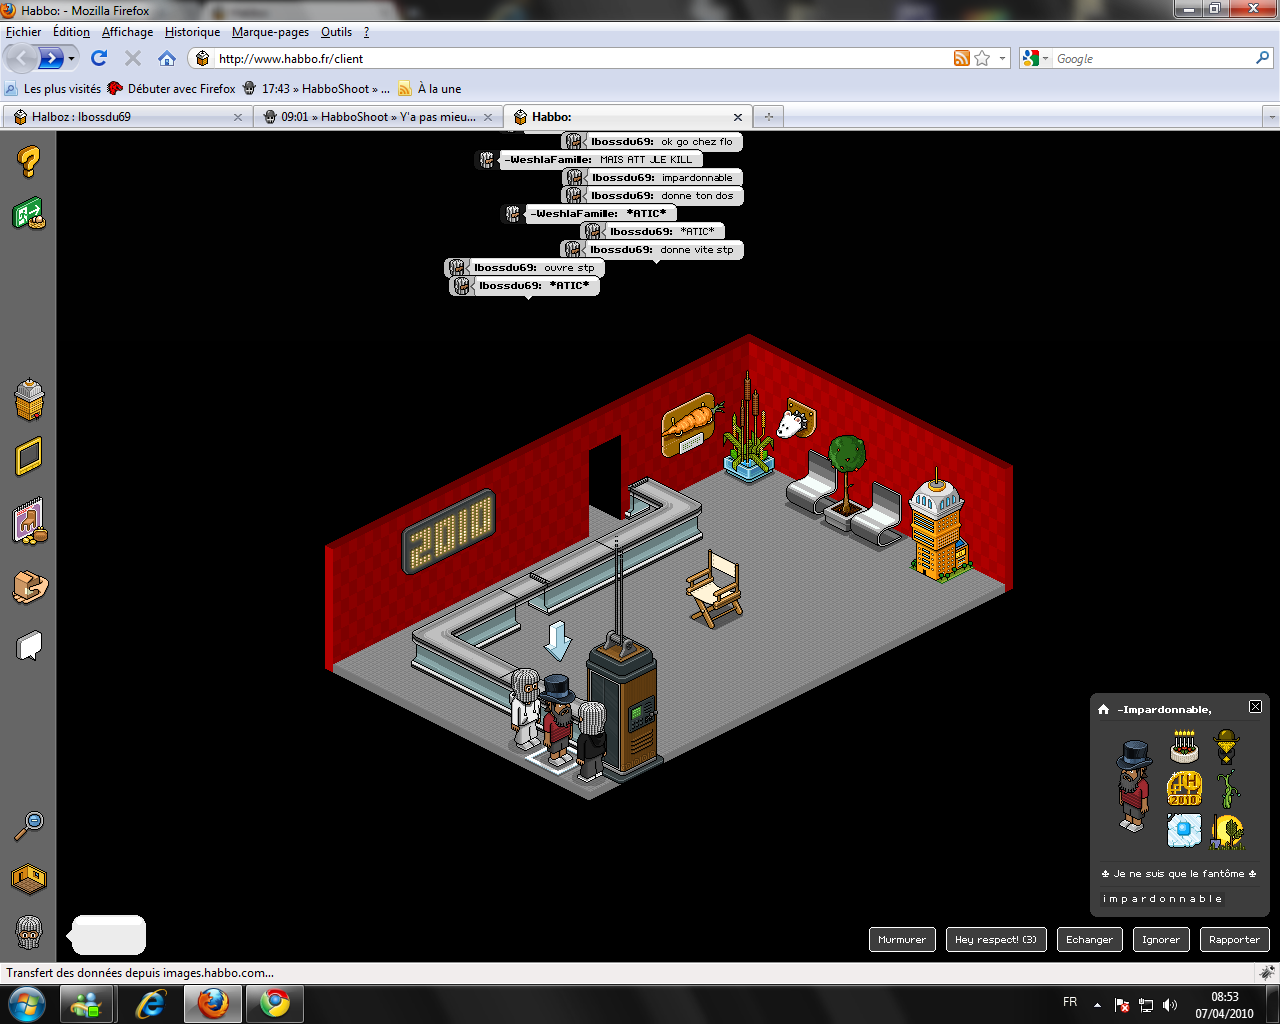 Habbo: - Mozilla Firefox
Fichier Édition Affichage Historique Marque-pages Outils ?
http://www.habbo.fr/client
Google
Les plus visités Débuter avec Firefox 17:43 » HabboShoot » ... À la une
Halboz : lbossdu69 09:01 » HabboShoot » Y'a pas mieu... Habbo:
lbossdu69: ok go chez flo
-WeshlaFamille: MAIS ATT JLE KILL
lbossdu69: impardonnable
lbossdu69: donne ton dos
-WeshlaFamille: *ATIC*
lbossdu69: *ATIC*
lbossdu69: donne vite stp
lbossdu69: ouvre stp
lbossdu69: *ATIC*
2010
-Impardonnable,
H
2010
Je ne suis que le fantôme
impardonnable
Murmurer Hey respect! (3) Echanger Ignorer Rapporter
Transfert des données depuis images.habbo.com...
FR
08:53
07/04/2010